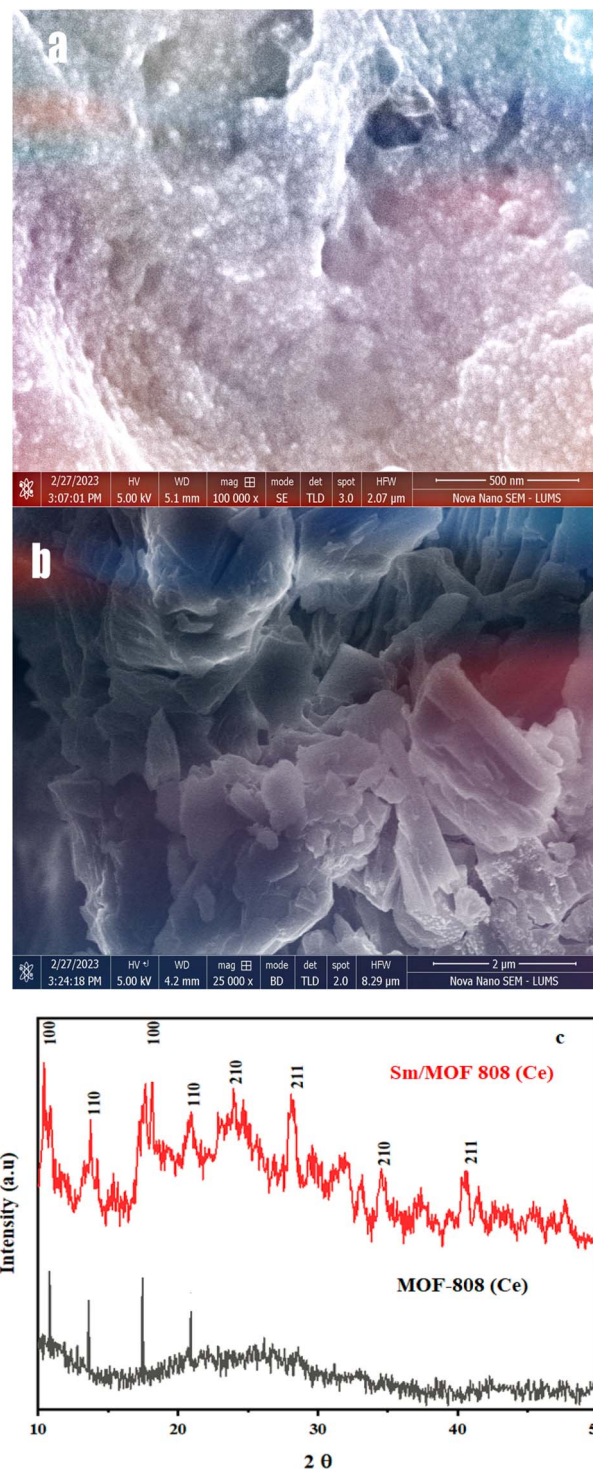 a
2/27/2023 HV WD mag mode det spot HFW 500 nm
3:07:01 PM 5.00 kV 5.1 mm 100 000 x SE TLD 3.0 2.07 µm Nova Nano SEM - LUMS
b
2/27/2023 HV WD mag mode det spot HFW 2 µm
3:24:18 PM 5.00 kV 4.2 mm 25 000 x BD TLD 2.0 8.29 µm Nova Nano SEM - LUMS
c
100 110 100 110 210 211 210 211
Sm/MOF 808 (Ce)
MOF-808 (Ce)
Intensity (a.u)
10 20 30 40
2 θ